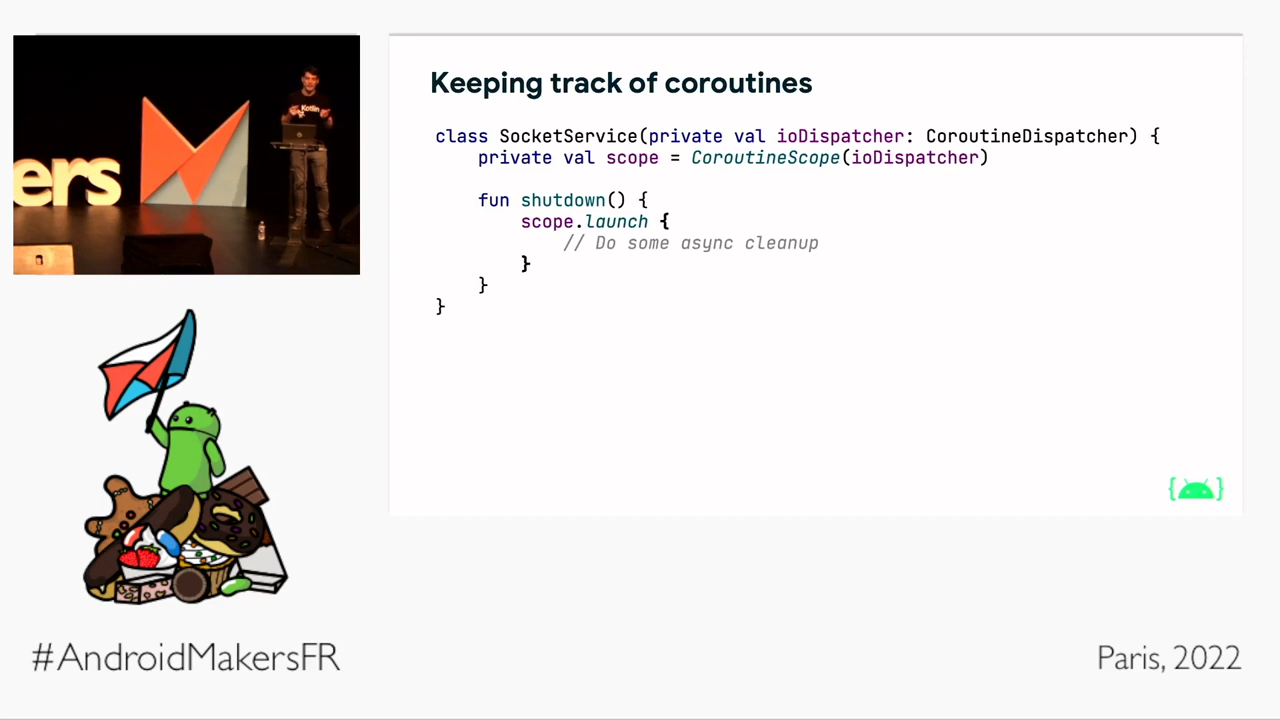 ers
Kotlin
Keeping track of coroutines
class SocketService(private val ioDispatcher: CoroutineDispatcher) {
private val scope = CoroutineScope(ioDispatcher)
fun shutdown() {
scope.launch {
// Do some async cleanup
}
}
}
#AndroidMakersFR
Paris, 2022